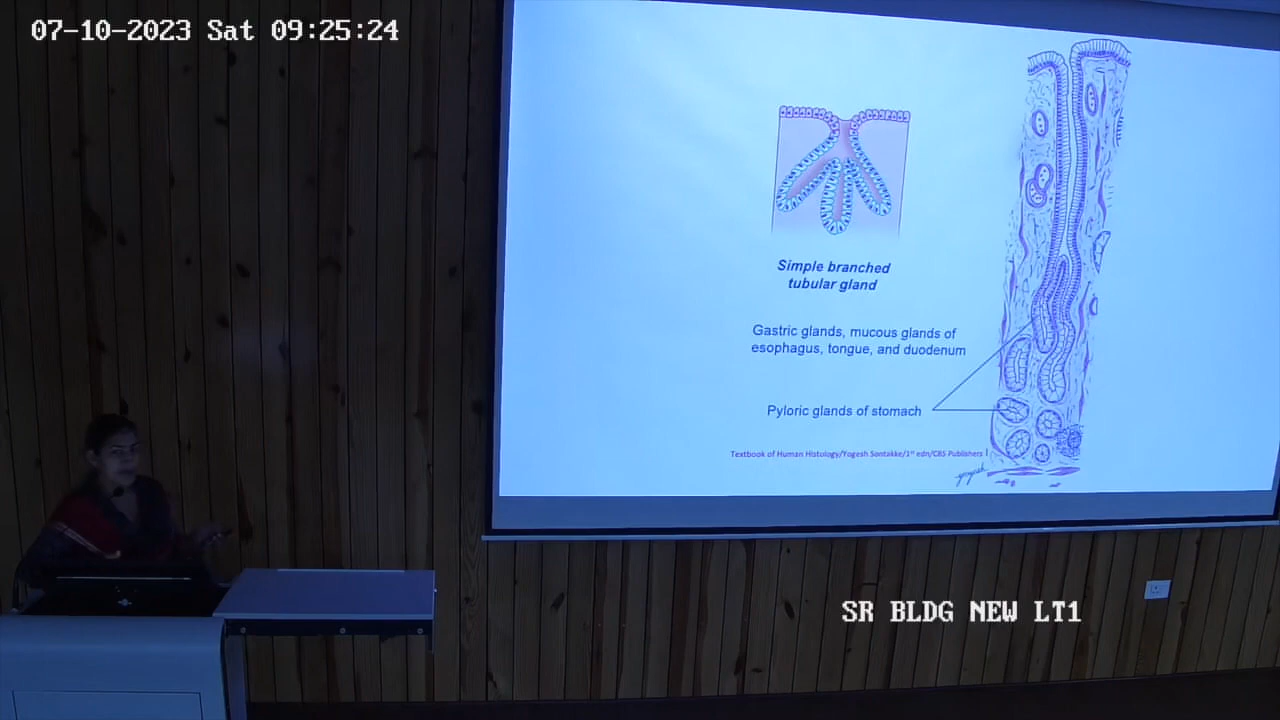 07-10-2023 Sat 09:25:24
Simple branched
tubular gland
Gastric glands, mucous glands of
esophagus, tongue, and duodenum
Pyloric glands of stomach
Textbook of Human Histology/Yogesh Sontakke/1st edn/CBS Publishers
yogesh
SR BLDG NEW LT1